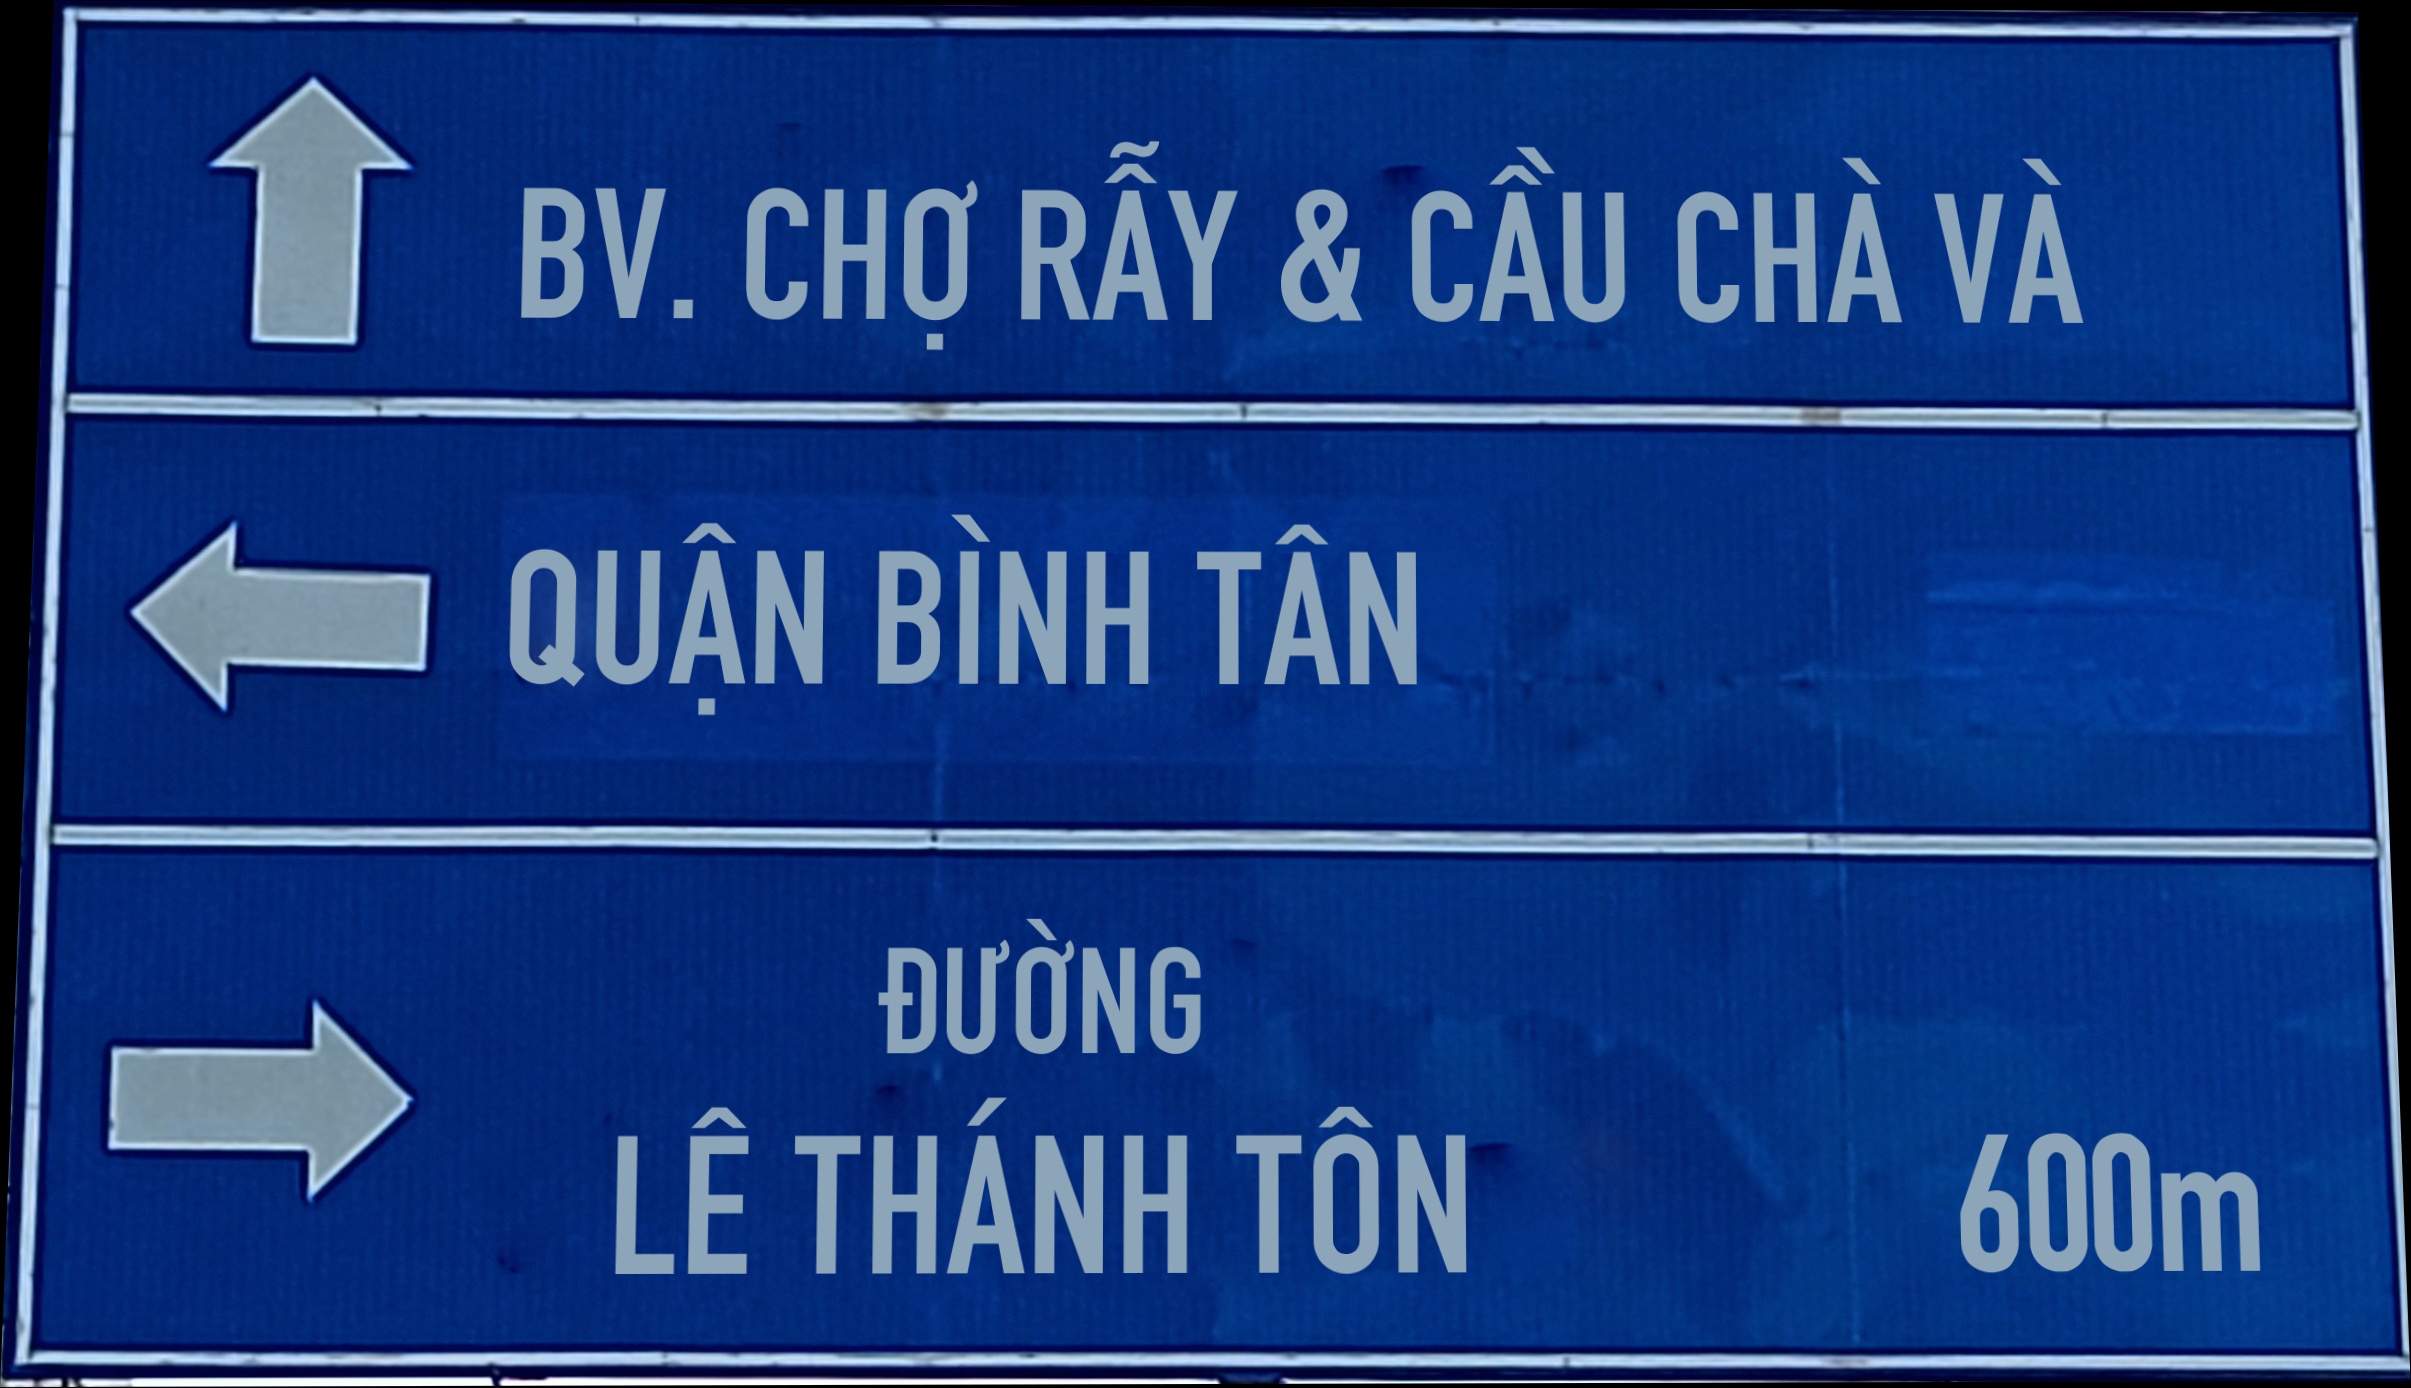 BV. CHỢ RẪY & CẦU CHÀ VÀ
QUẬN BÌNH TÂN
ĐƯỜNG
LÊ THÁNH TÔN 600m